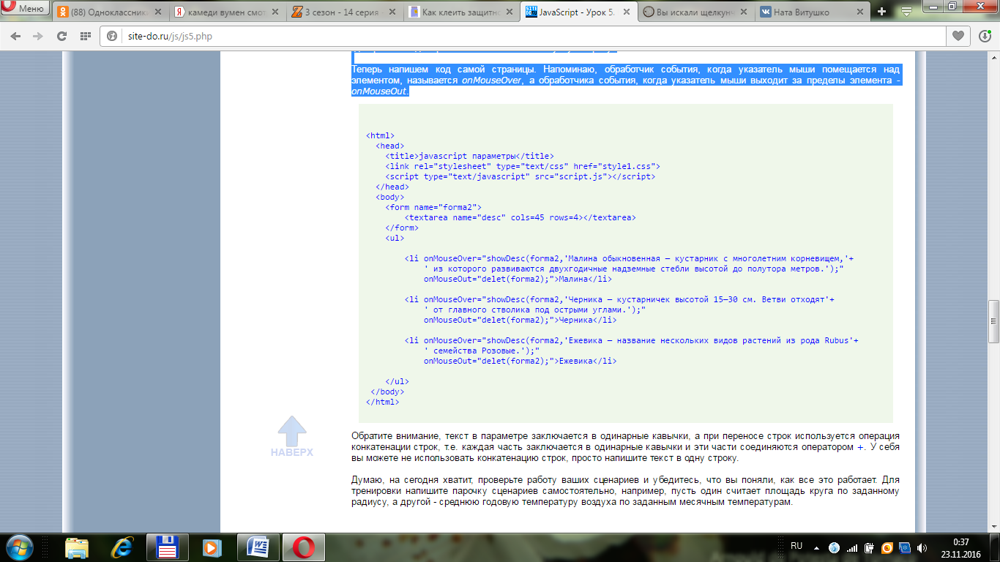 Меню
(88) Одноклассники
камеди вумен смот
3 сезон - 14 серия
Как клеить защитно
JavaScript - Урок 5.
Вы искали щелкунч
Ната Витушко
site-do.ru/js/js5.php
Теперь напишем код самой страницы. Напоминаю, обработчик события, когда указатель мыши помещается над
элементом, называется onMouseOver, а обработчика события, когда указатель мыши выходит за пределы элемента -
onMouseOut.
<html>
<head>
<title>javascript параметры</title>
<link rel="stylesheet" type="text/css" href="style1.css">
<script type="text/javascript" src="script.js"></script>
</head>
<body>
<form name="forma2">
<textarea name="desc" cols=45 rows=4></textarea>
</form>
<ul>
<li onMouseOver="showDesc(forma2,'Малина обыкновенная — кустарник с многолетним корневищем,'+
' из которого развиваются двухгодичные надземные стебли высотой до полутора метров.');"
onMouseOut="delet(forma2);">Малина</li>
<li onMouseOver="showDesc(forma2,'Черника — кустарничек высотой 15—30 см. Ветви отходят'+
' от главного стволика под острыми углами.');"
onMouseOut="delet(forma2);">Черника</li>
<li onMouseOver="showDesc(forma2,'Ежевика — название нескольких видов растений из рода Rubus'+
' семейства Розовые.');"
onMouseOut="delet(forma2);">Ежевика</li>
</ul>
</body>
</html>
НАВЕРХ
Обратите внимание, текст в параметре заключается в одинарные кавычки, а при переносе строк используется операция
конкатенации строк, т.е. каждая часть заключается в одинарные кавычки и эти части соединяются оператором +. У себя
вы можете не использовать конкатенацию строк, просто напишите текст в одну строку.
Думаю, на сегодня хватит, проверьте работу ваших сценариев и убедитесь, что вы поняли, как все это работает. Для
тренировки напишите парочку сценариев самостоятельно, например, пусть один считает площадь круга по заданному
радиусу, а другой - среднюю годовую температуру воздуха по заданным месячным температурам.
RU
0:37
23.11.2016